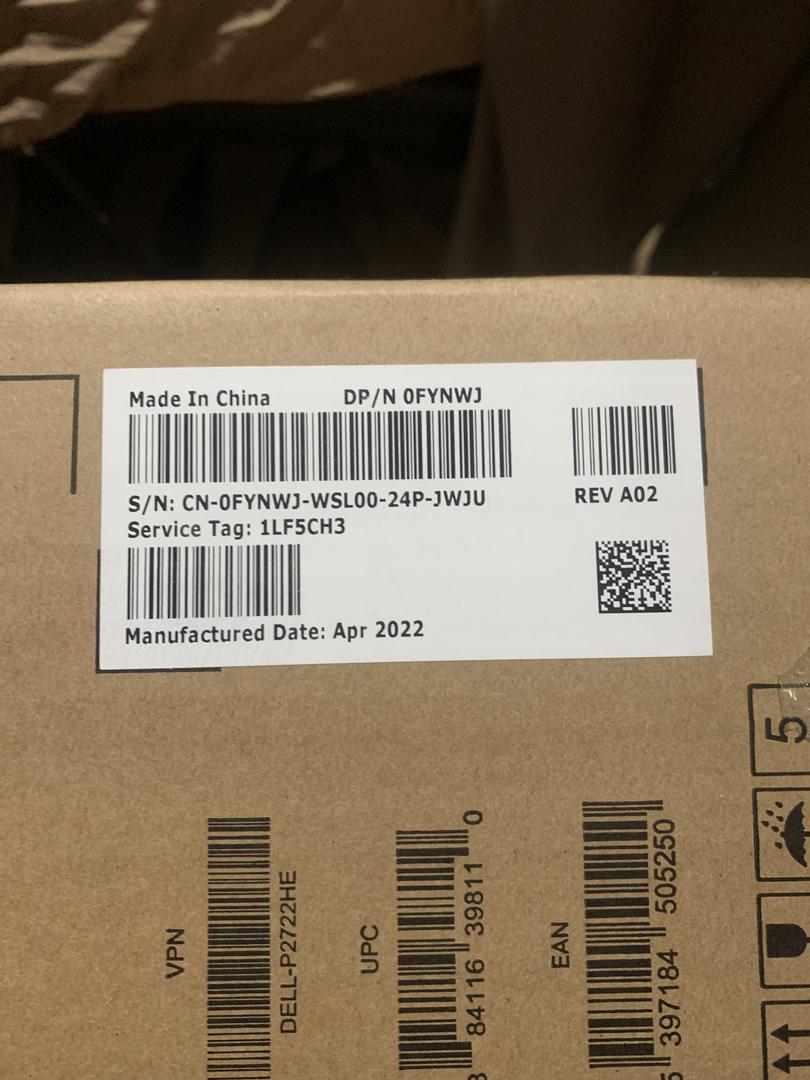 Made In China DP/N 0FYNWJ
S/N: CN-0FYNWJ-WSL00-24P-JWJU
REV A02
Service Tag: 1LF5CH3
Manufactured Date: Apr 2022
5
VPN
DELL-P2722HE
UPC
84116 39811 0
EAN
397184 505250